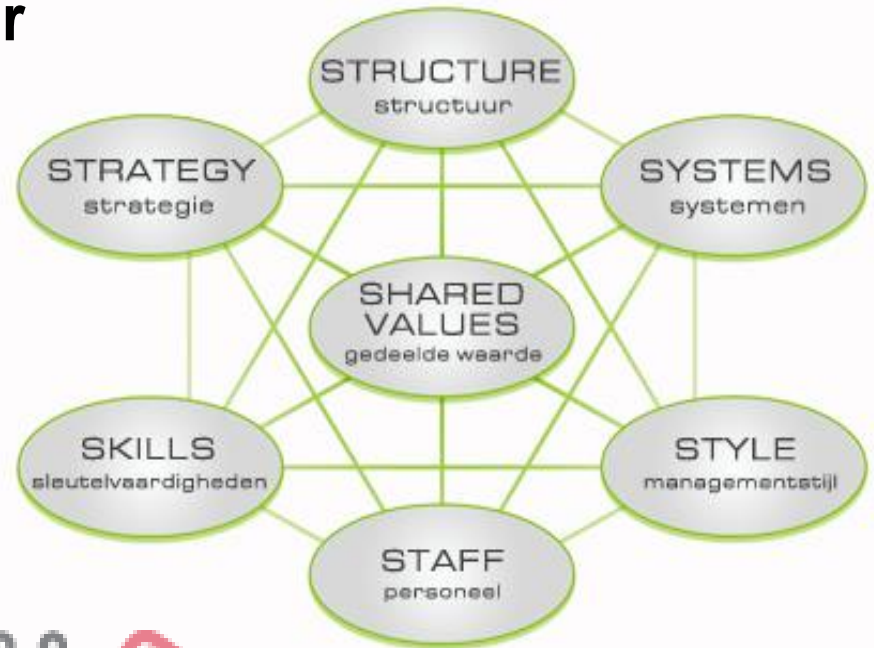 r
STRUCTURE
structuur
STRATEGY
strategie
SYSTEMS
systemen
SHARED
VALUES
gedeelde waarde
SKILLS
sleutelvaardigheden
STYLE
managementstijl
STAFF
personeel